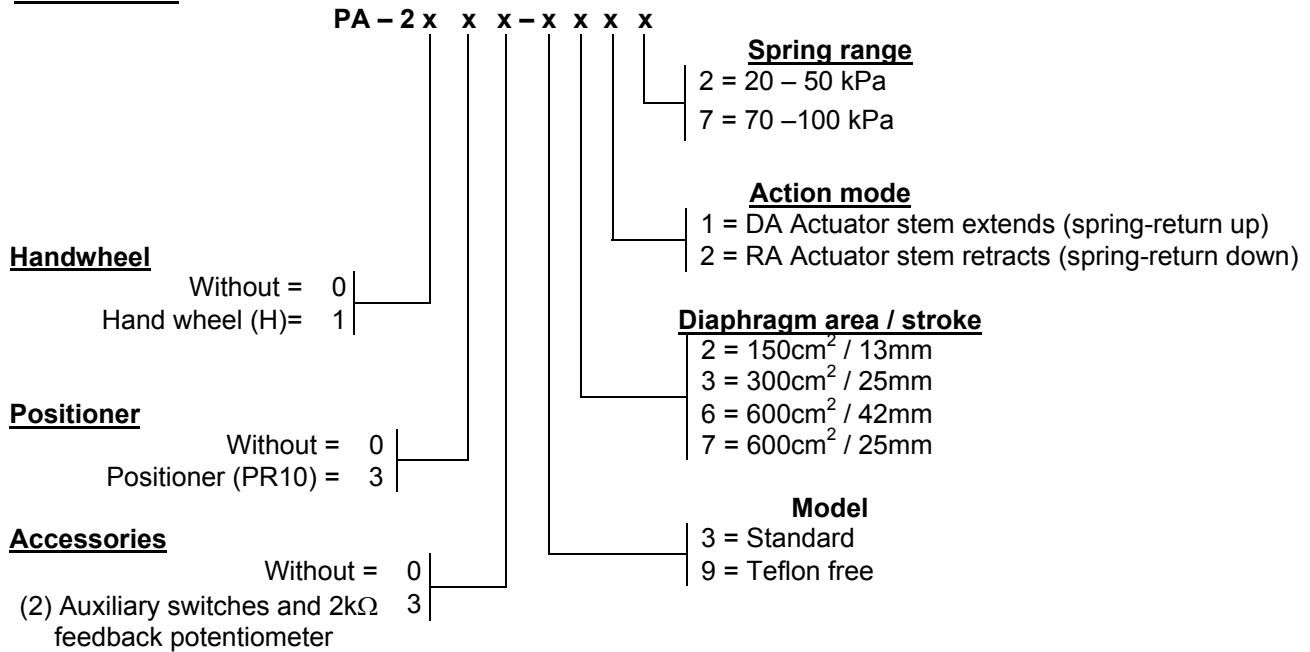 PA – 2 x x x – x x x x
Spring range
2 = 20 – 50 kPa
7 = 70 –100 kPa
Action mode
1 = DA Actuator stem extends (spring-return up)
2 = RA Actuator stem retracts (spring-return down)
Handwheel
Without = 0
Hand wheel (H)= 1
Diaphragm area / stroke
2 = 150cm² / 13mm
3 = 300cm² / 25mm
6 = 600cm² / 42mm
7 = 600cm² / 25mm
Positioner
Without = 0
Positioner (PR10) = 3
Model
3 = Standard
9 = Teflon free
Accessories
Without = 0
(2) Auxiliary switches and 2kΩ 3
feedback potentiometer